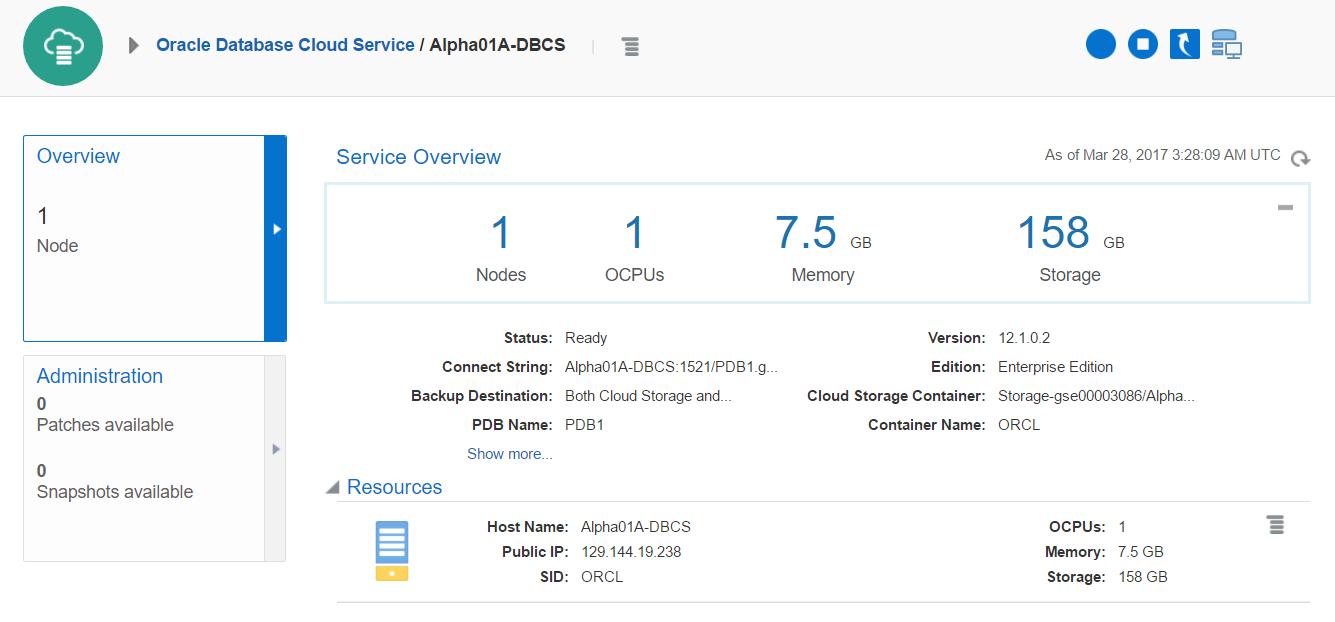 Oracle Database Cloud Service / Alpha01A-DBCS
Overview
1
Node
Administration
0
Patches available
0
Snapshots available
Service Overview
As of Mar 28, 2017 3:28:09 AM UTC
1 1 7.5 GB 158 GB
Nodes OCPUs Memory Storage
Status: Ready Version: 12.1.0.2
Connect String: Alpha01A-DBCS:1521/PDB1.g... Edition: Enterprise Edition
Backup Destination: Both Cloud Storage and... Cloud Storage Container: Storage-gse00003086/Alpha...
PDB Name: PDB1 Container Name: ORCL
Show more...
Resources
Host Name: Alpha01A-DBCS OCPUs: 1
Public IP: 129.144.19.238 Memory: 7.5 GB
SID: ORCL Storage: 158 GB